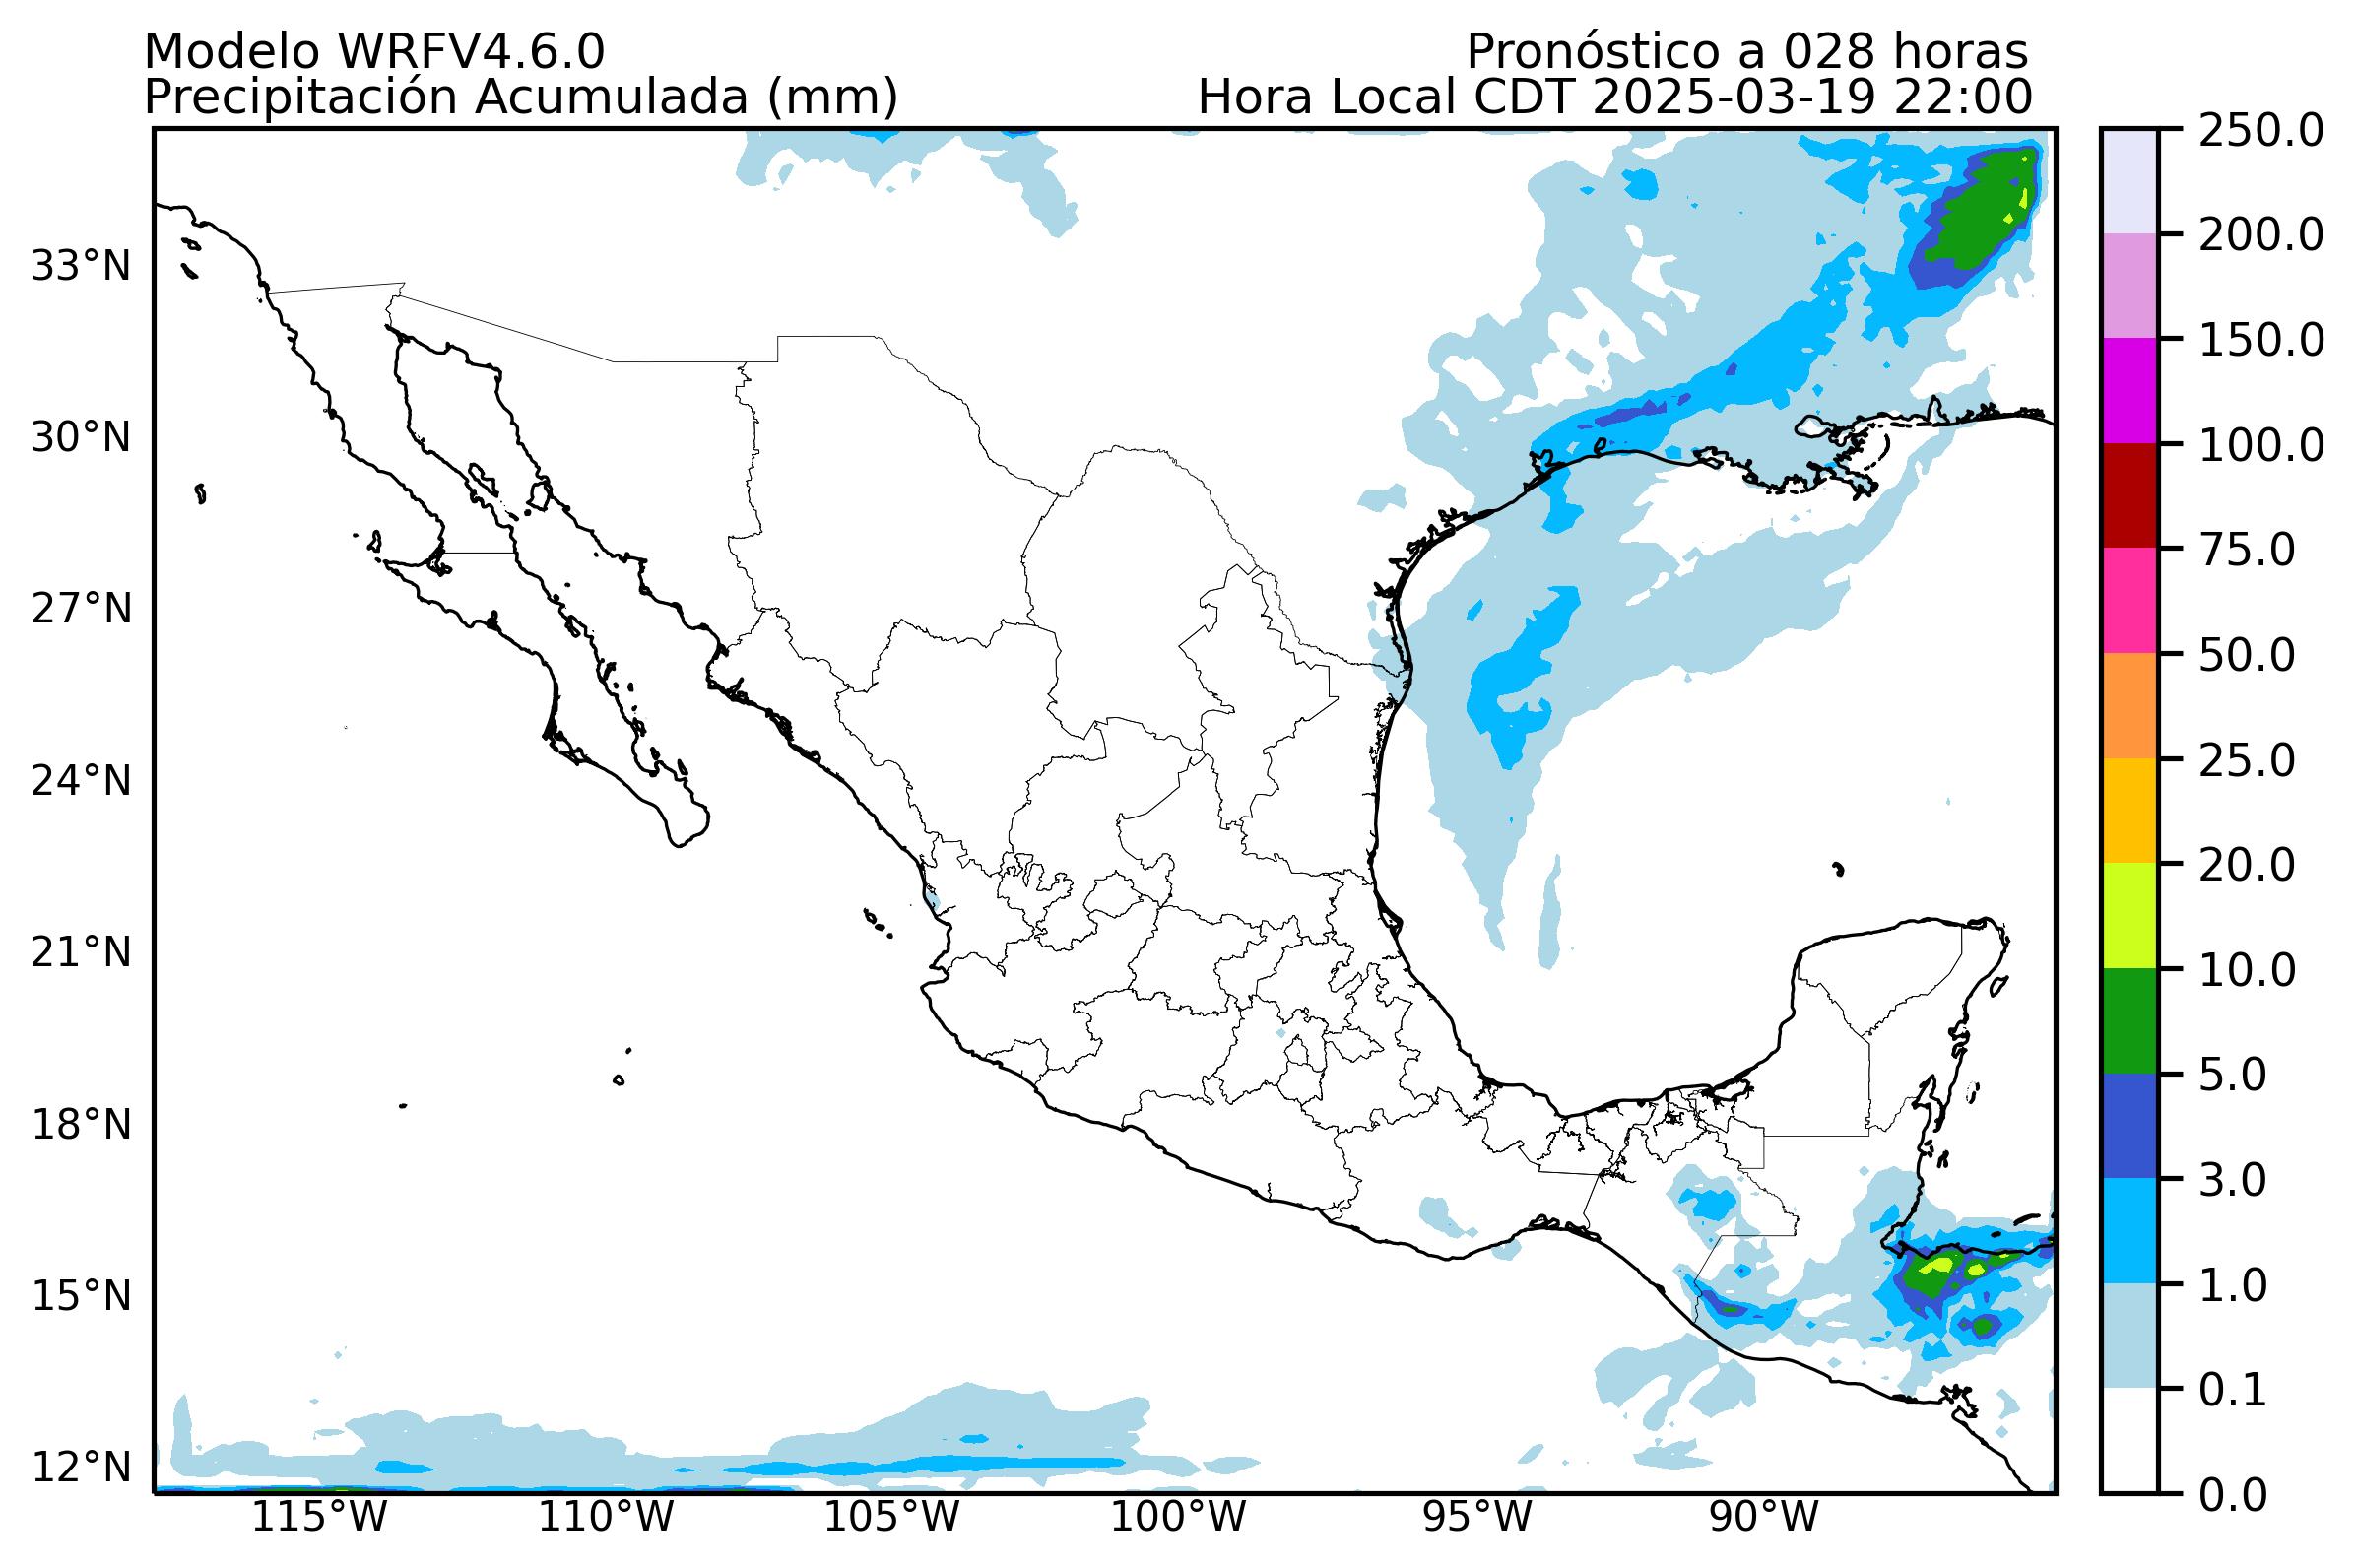 Modelo WRFV4.6.0
Pronóstico a 028 horas
Precipitación Acumulada (mm)
Hora Local CDT 2025-03-19 22:00
33°N
30°N
27°N
24°N
21°N
18°N
15°N
12°N
115°W
110°W
105°W
100°W
95°W
90°W
250.0
200.0
150.0
100.0
75.0
50.0
25.0
20.0
10.0
5.0
3.0
1.0
0.1
0.0